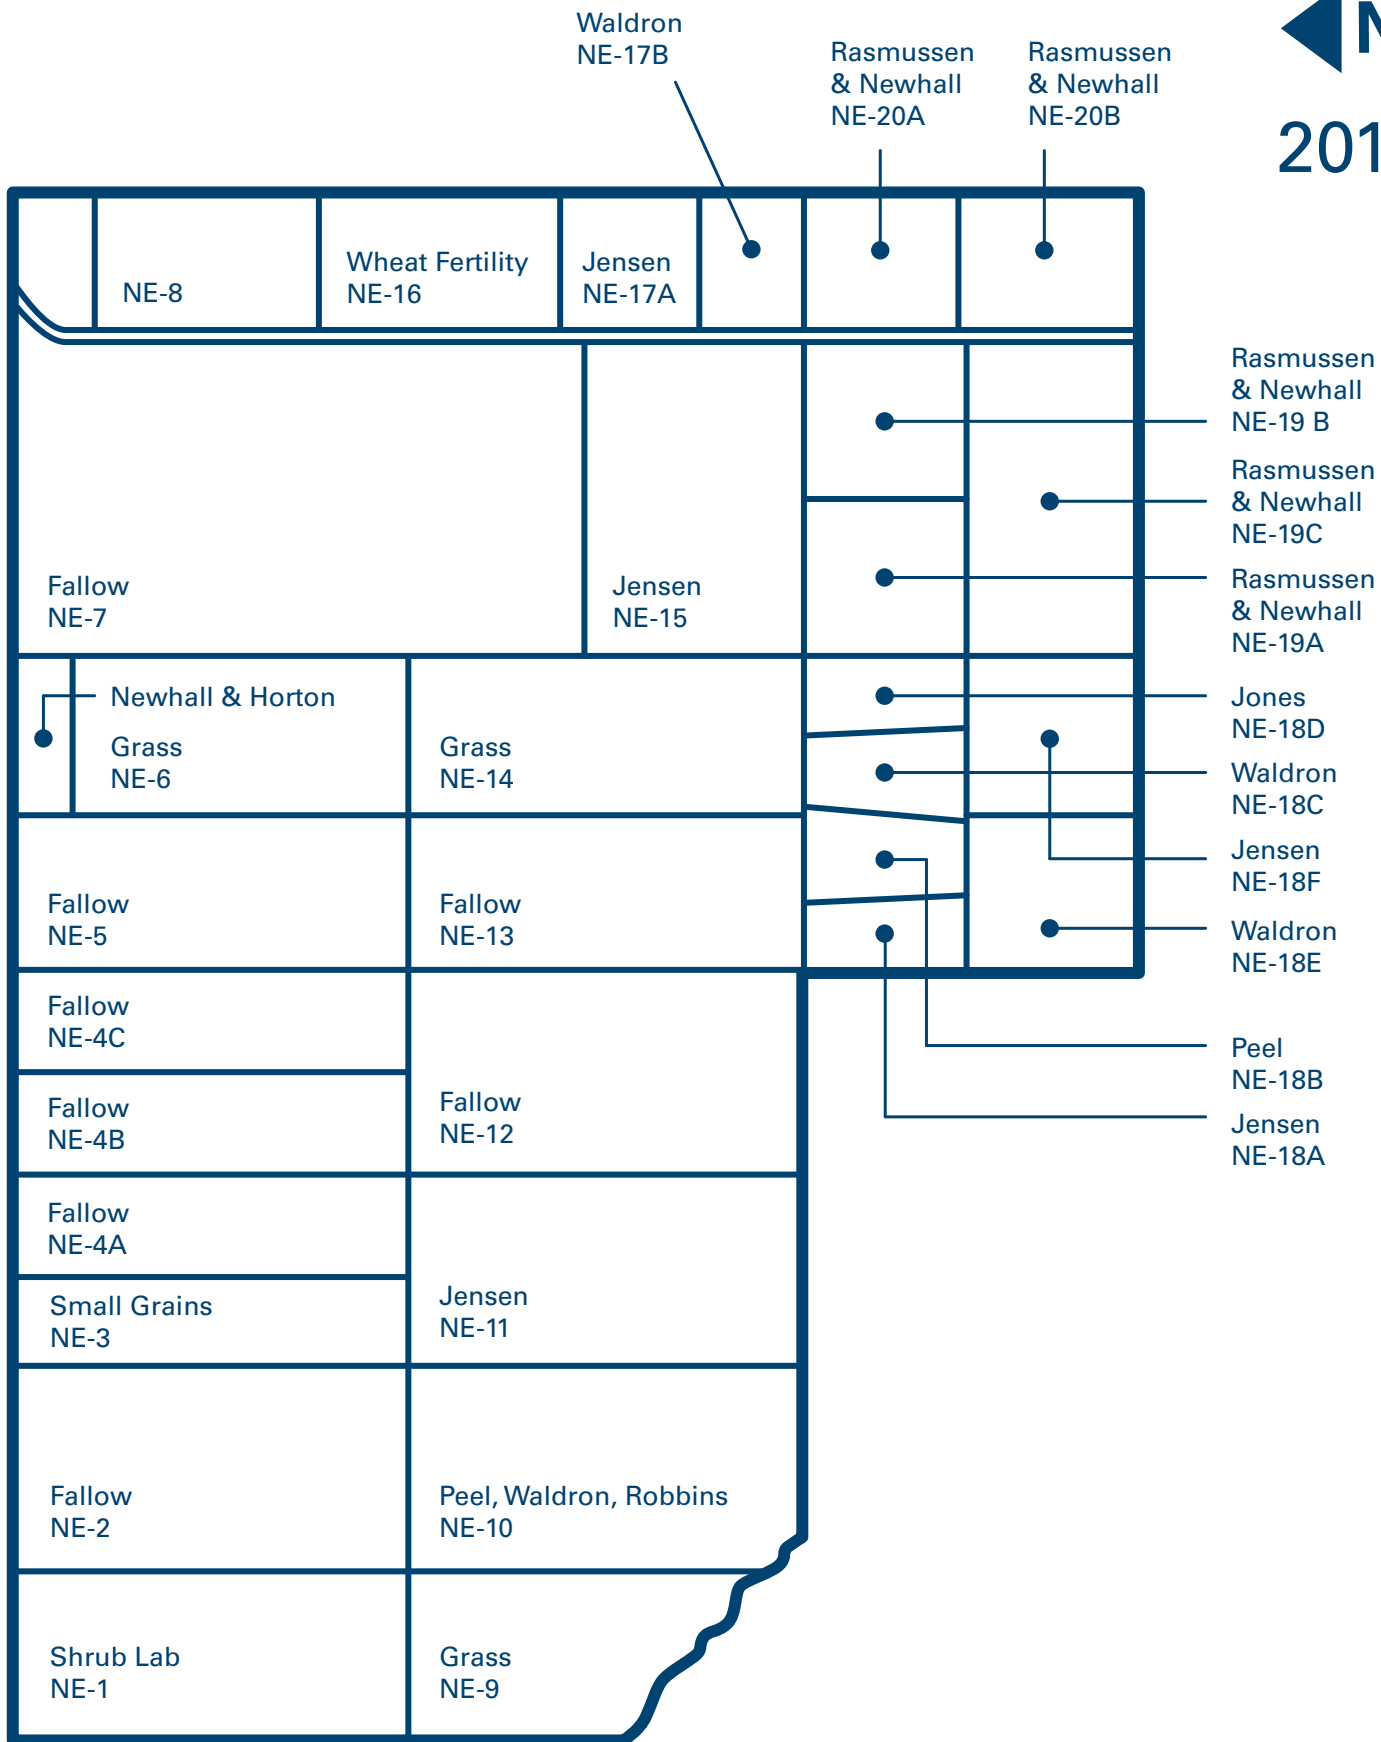 Waldron
NE-17B
Rasmussen
& Newhall
NE-20A
Rasmussen
& Newhall
NE-20B
N
201
NE-8
Wheat Fertility
NE-16
Jensen
NE-17A
Rasmussen
& Newhall
NE-19 B
Rasmussen
& Newhall
NE-19C
Fallow
NE-7
Jensen
NE-15
Rasmussen
& Newhall
NE-19A
Newhall & Horton
Grass
NE-6
Grass
NE-14
Jones
NE-18D
Waldron
NE-18C
Jensen
NE-18F
Fallow
NE-5
Fallow
NE-13
Waldron
NE-18E
Fallow
NE-4C
Peel
NE-18B
Fallow
NE-4B
Fallow
NE-12
Jensen
NE-18A
Fallow
NE-4A
Small Grains
NE-3
Jensen
NE-11
Fallow
NE-2
Peel, Waldron, Robbins
NE-10
Shrub Lab
NE-1
Grass
NE-9